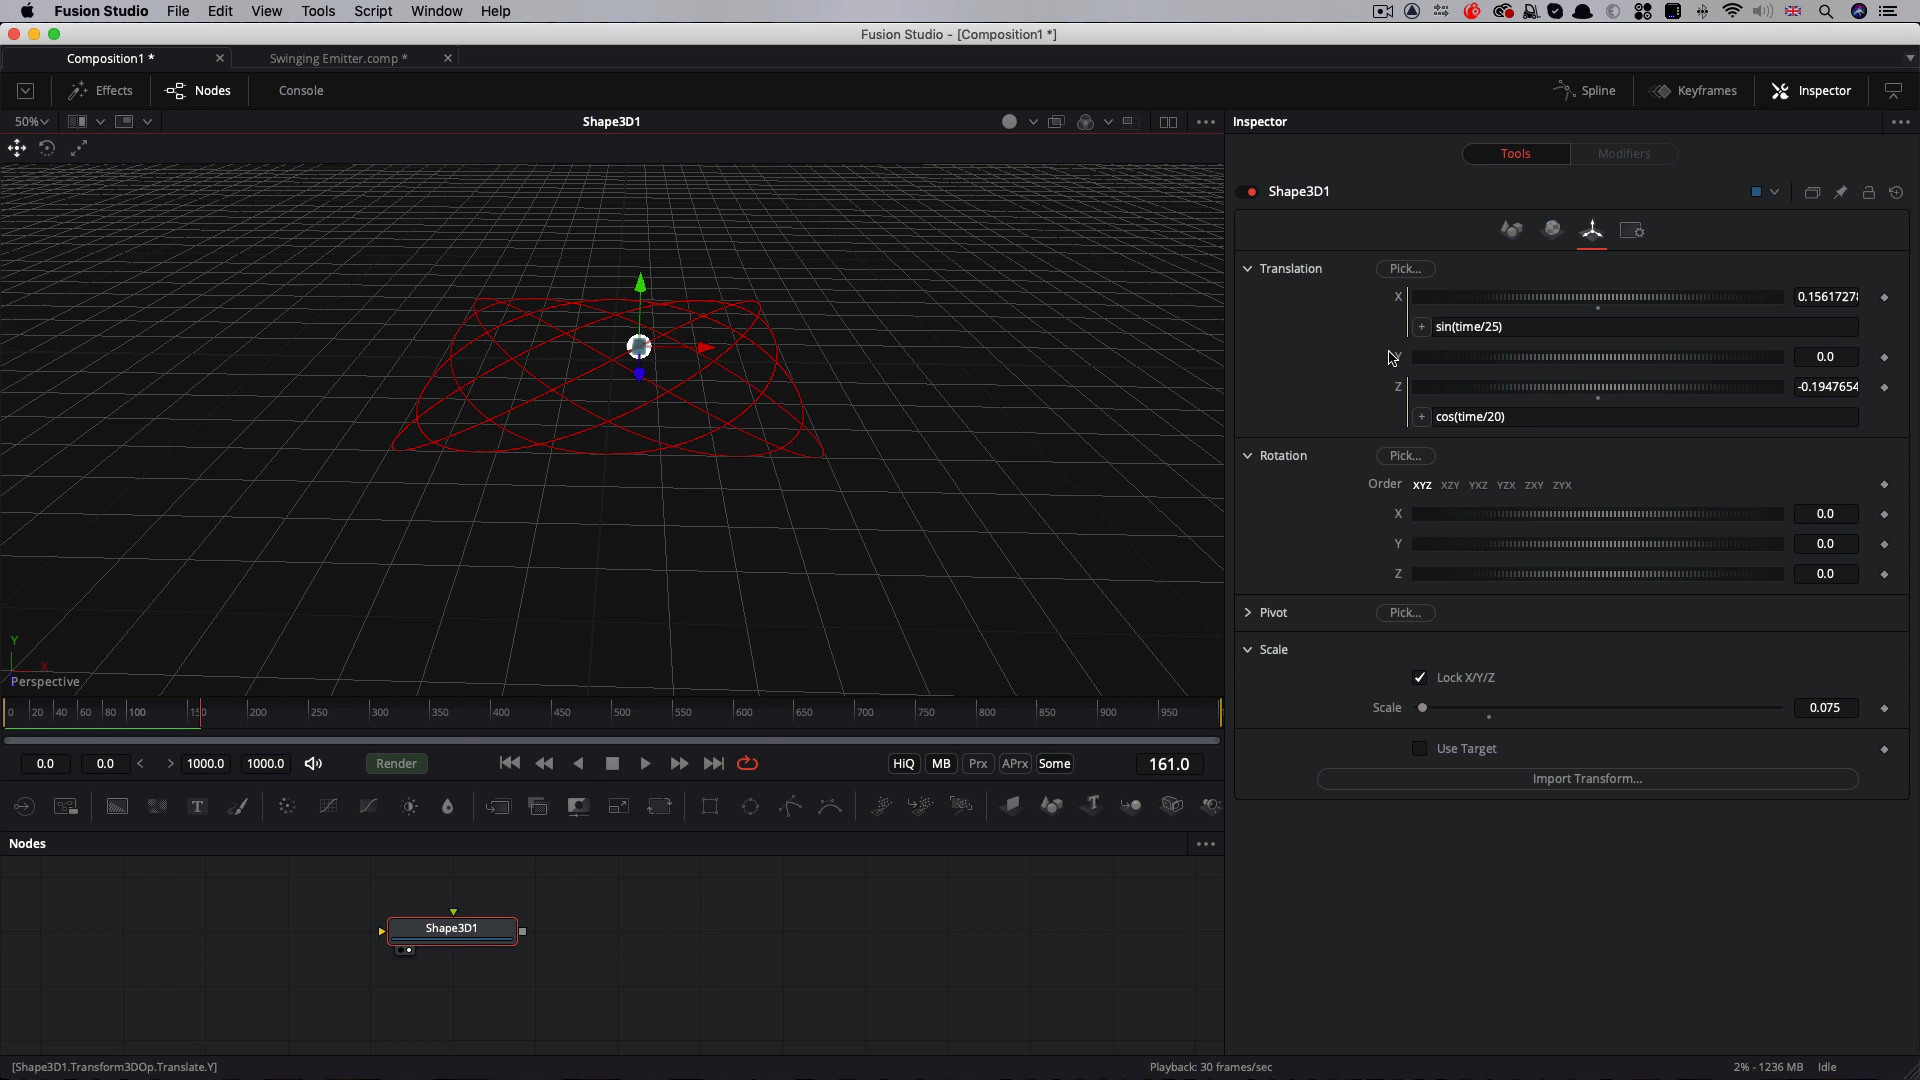 Fusion Studio File Edit View Tools Script Window Help
Fusion Studio - [Composition1 *]
Composition1 * Swinging Emitter.comp *
Effects Nodes Console Spline Keyframes Inspector
50% Shape3D1 Inspector
Tools Modifiers
Shape3D1
Translation Pick...
X 0.1561727
sin(time/25)
0.0
Z -0.1947654
cos(time/20)
Rotation Pick...
Order XYZ XZY YXZ YZX ZXY ZYX
X 0.0
Y 0.0
Z 0.0
Pivot Pick...
Scale
Lock X/Y/Z
Scale 0.075
Use Target
Import Transform...
Y
X
Perspective
0 20 40 60 80 100 200 250 300 350 400 450 500 550 600 650 700 750 800 850 900 950
0.0 0.0 < > 1000.0 1000.0 Render HiQ MB Prx APrx Some 161.0
T
Nodes
Shape3D1
[Shape3D1.Transform3DOp.Translate.Y] Playback: 30 frames/sec 2% - 1236 MB Idle